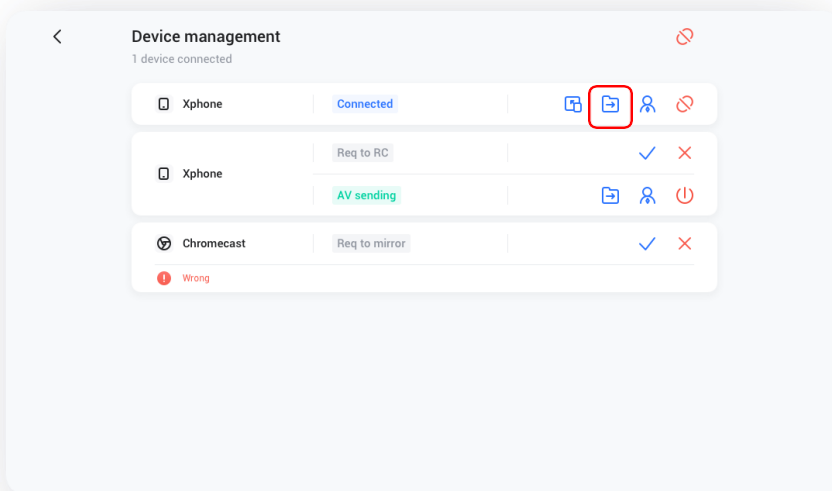 Device management
1 device connected
Xphone Connected
Req to RC
Xphone
AV sending
Chromecast Req to mirror
Wrong